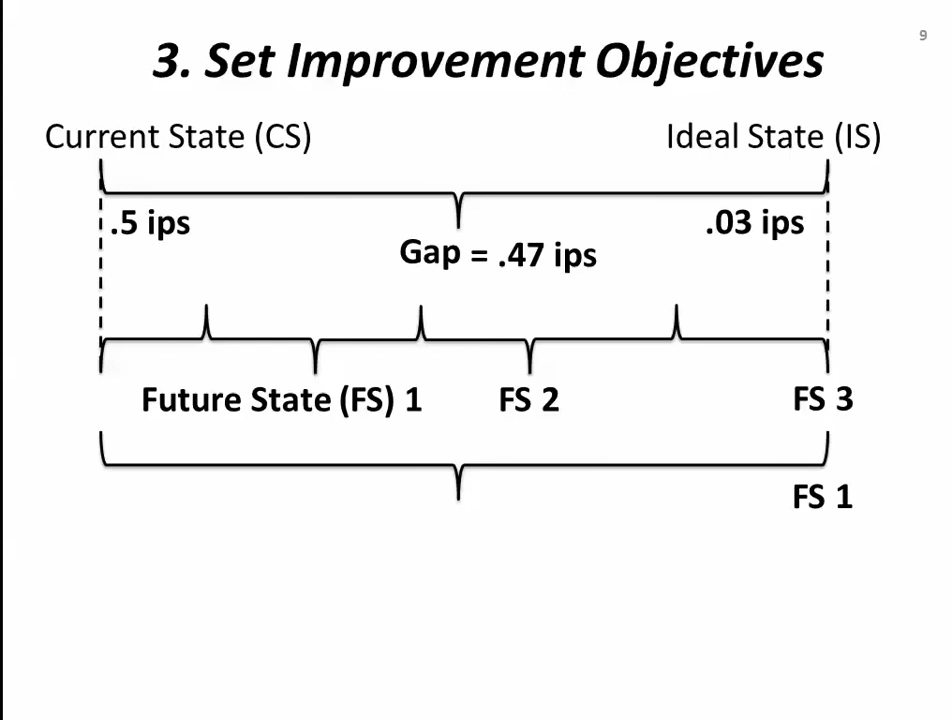 9
3. Set Improvement Objectives
Current State (CS) Ideal State (IS)
.5 ips .03 ips
Gap = .47 ips
Future State (FS) 1 FS 2 FS 3
FS 1